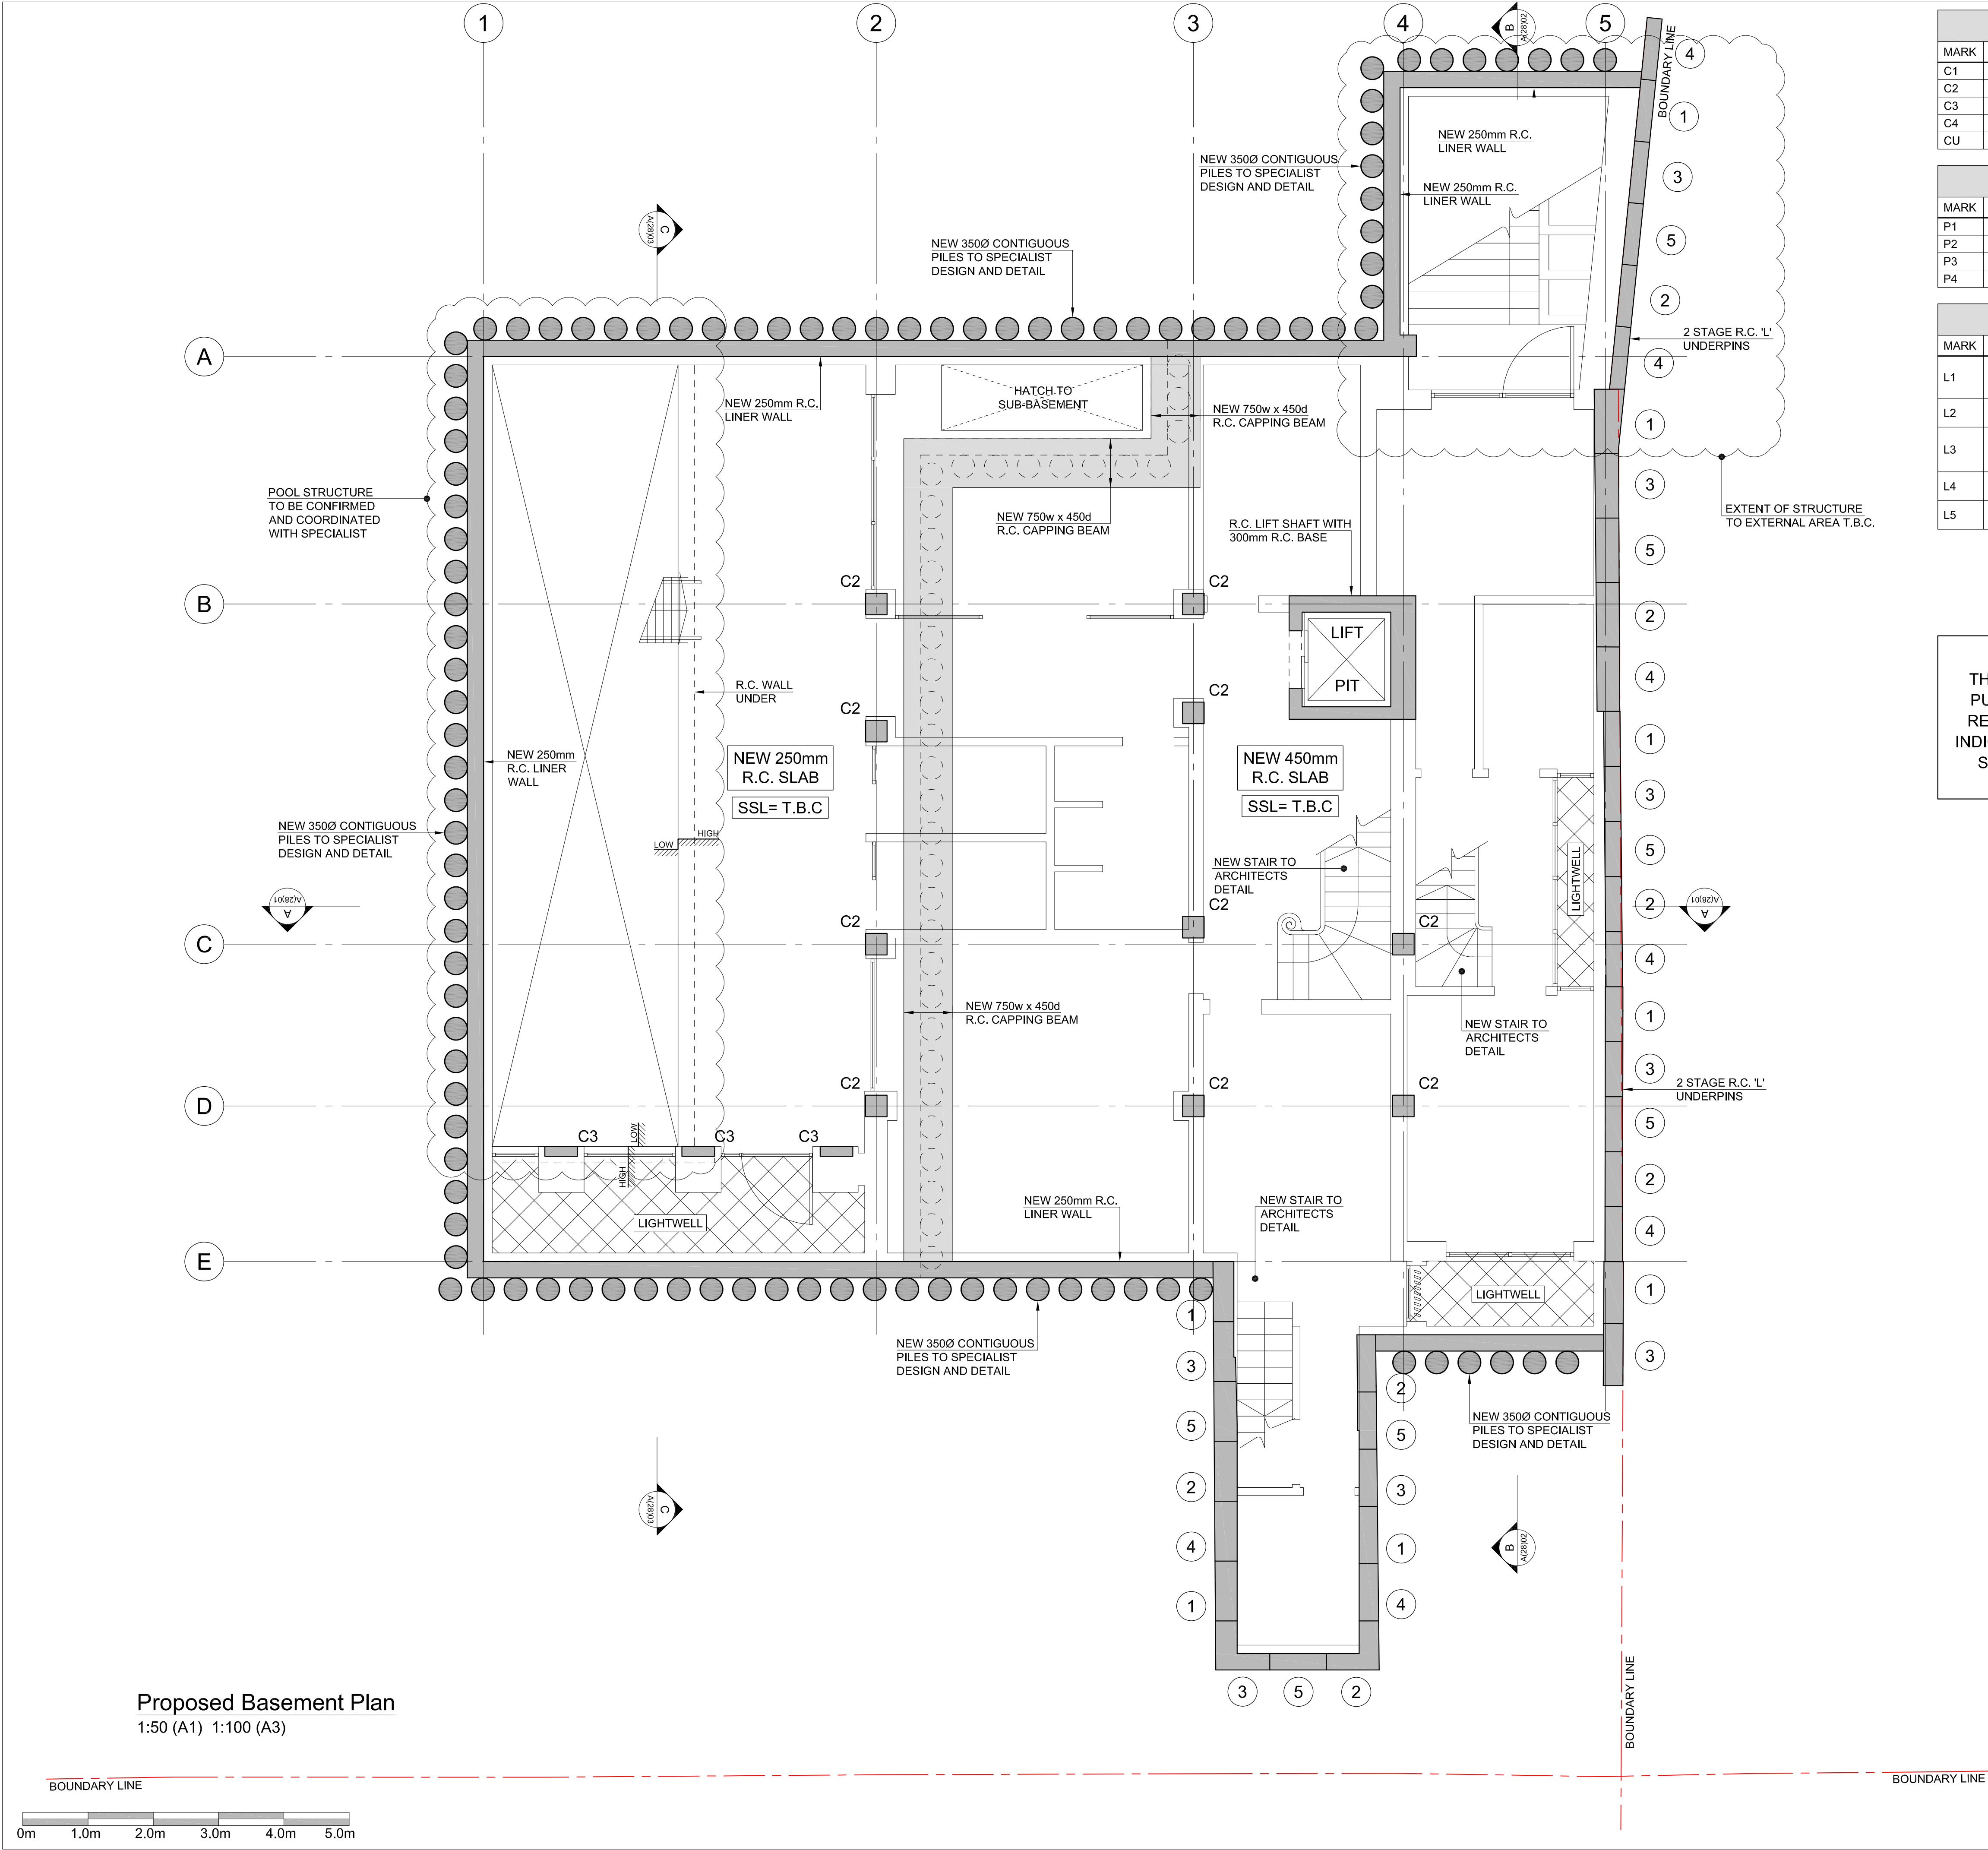 1
2
3
4
5
B
A(28)02
BOUNDARY LINE
4
1
3
5
2
4
NEW 250mm R.C.
LINER WALL
NEW 350Ø CONTIGUOUS
PILES TO SPECIALIST
DESIGN AND DETAIL
NEW 250mm R.C.
LINER WALL
C
A(28)03
NEW 350Ø CONTIGUOUS
PILES TO SPECIALIST
DESIGN AND DETAIL
2 STAGE R.C. 'L'
UNDERPINS
A
HATCH TO
SUB-BASEMENT
NEW 250mm R.C.
LINER WALL
NEW 750w x 450d
R.C. CAPPING BEAM
1
3
5
2
4
1
3
5
2
4
1
3
5
2
4
1
3
POOL STRUCTURE
TO BE CONFIRMED
AND COORDINATED
WITH SPECIALIST
NEW 750w x 450d
R.C. CAPPING BEAM
R.C. LIFT SHAFT WITH
300mm R.C. BASE
EXTENT OF STRUCTURE
TO EXTERNAL AREA T.B.C.
B
C2
C2
LIFT
PIT
R.C. WALL
UNDER
C2
C2
NEW 250mm
R.C. LINER
WALL
NEW 250mm
R.C. SLAB
SSL= T.B.C
NEW 450mm
R.C. SLAB
SSL= T.B.C
NEW 350Ø CONTIGUOUS
PILES TO SPECIALIST
DESIGN AND DETAIL
LOW
HIGH
NEW STAIR TO
ARCHITECTS
DETAIL
LIGHTWELL
A
A(28)01
A
A(28)01
C
C2
C2
C2
NEW 750w x 450d
R.C. CAPPING BEAM
NEW STAIR TO
ARCHITECTS
DETAIL
2 STAGE R.C. 'L'
UNDERPINS
D
C2
C2
C2
C3
C3
C3
LOW
HIGH
LIGHTWELL
NEW 250mm R.C.
LINER WALL
NEW STAIR TO
ARCHITECTS
DETAIL
E
LIGHTWELL
NEW 350Ø CONTIGUOUS
PILES TO SPECIALIST
DESIGN AND DETAIL
1
3
5
2
4
1
2
5
3
1
4
3
5
2
NEW 350Ø CONTIGUOUS
PILES TO SPECIALIST
DESIGN AND DETAIL
C
A(28)03
B
A(28)02
BOUNDARY LINE
Proposed Basement Plan
1:50 (A1) 1:100 (A3)
BOUNDARY LINE
BOUNDARY LINE
0m 1.0m 2.0m 3.0m 4.0m 5.0m
MARK
C1
C2
C3
C4
CU
MARK
P1
P2
P3
P4
MARK
L1
L2
L3
L4
L5